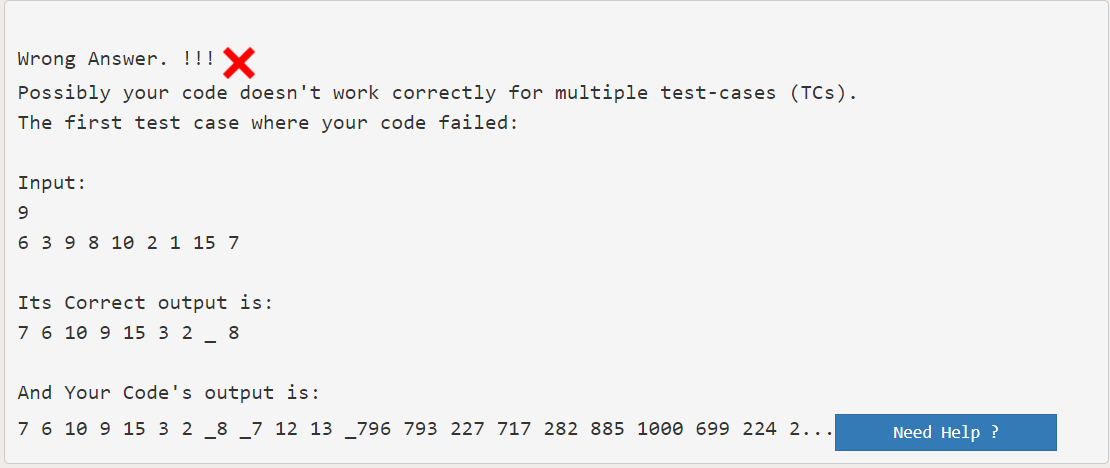 Wrong Answer. !!!
Possibly your code doesn't work correctly for multiple test-cases (TCs).
The first test case where your code failed:
Input:
9
6 3 9 8 10 2 1 15 7
Its Correct output is:
7 6 10 9 15 3 2 _ 8
And Your Code's output is:
7 6 10 9 15 3 2 _8 _7 12 13 _796 793 227 717 282 885 1000 699 224 2... Need Help ?